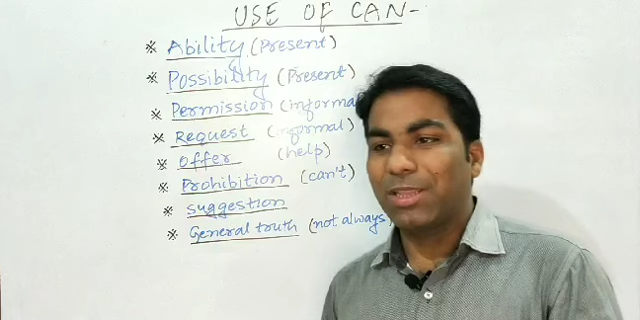 USE OF CAN-
※ Ability (Present)
※ Possibility (Present)
※ Permission (informa
※ Request (informal)
※ Offer (help)
※ Prohibition (can't)
※ suggestion
※ General truth (not always)